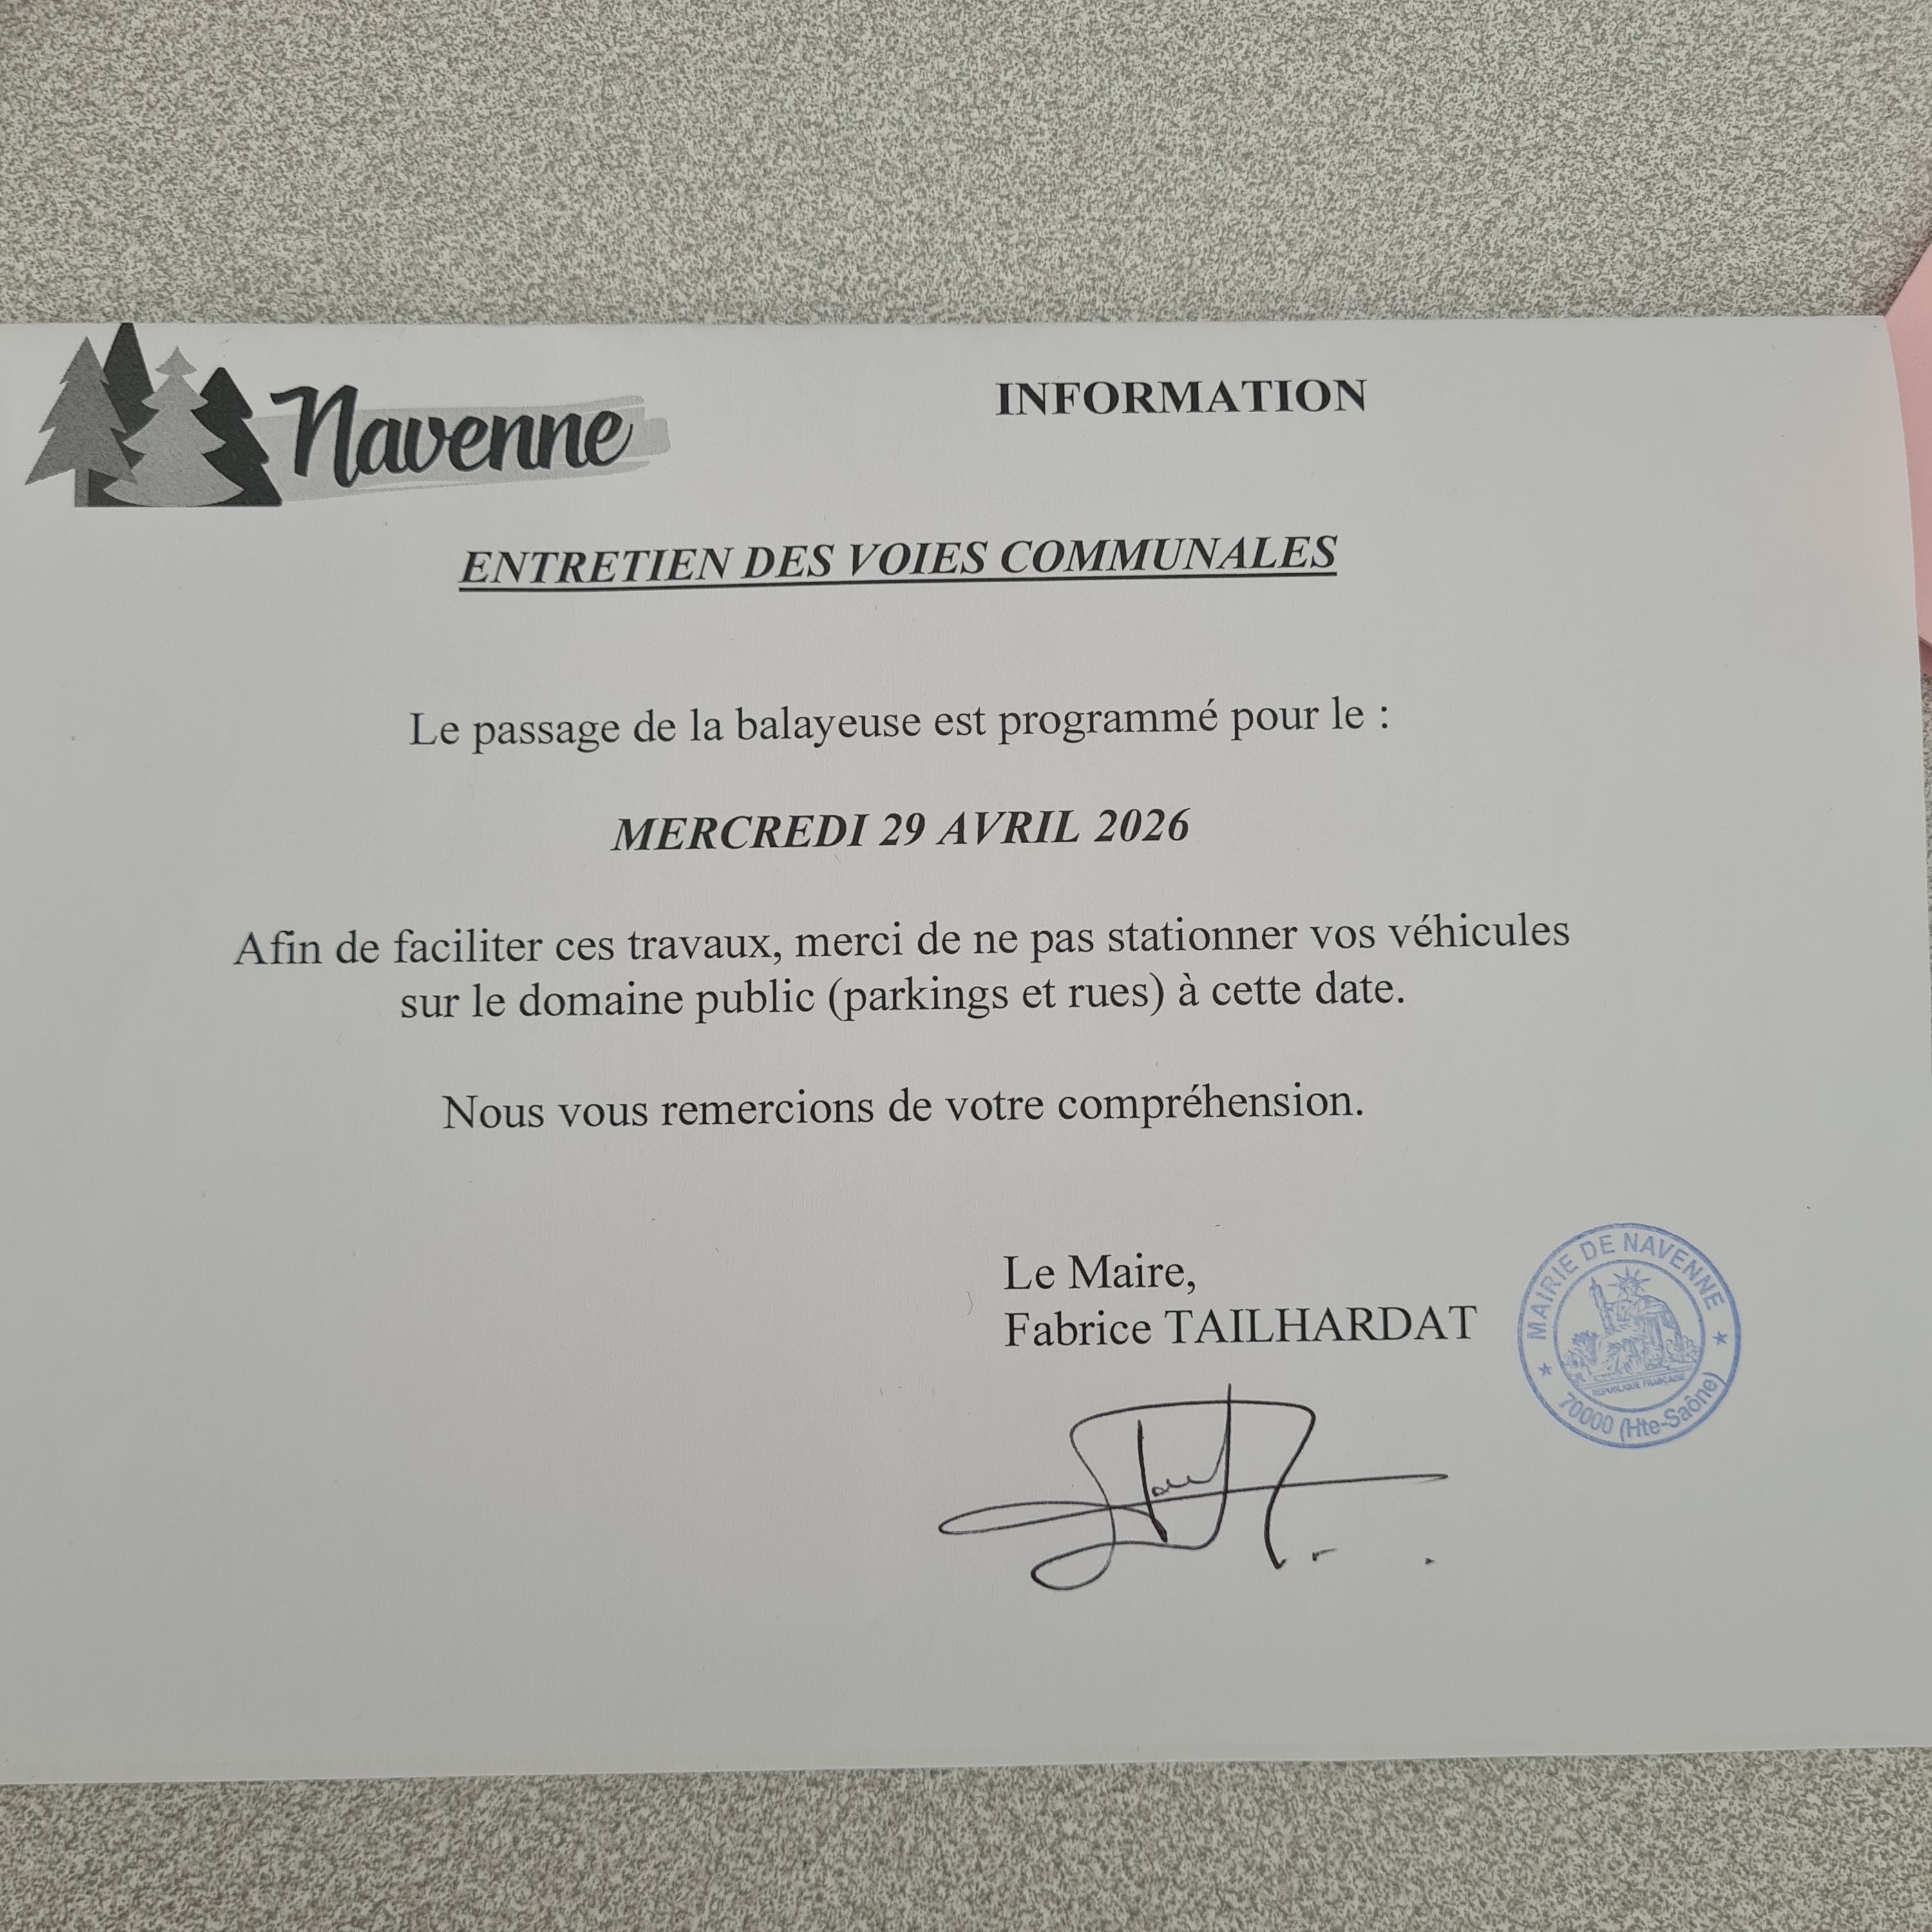 Navenne
INFORMATION
ENTRETIEN DES VOIES COMMUNALES
Le passage de la balayeuse est programmé pour le :
MERCREDI 29 AVRIL 2026
Afin de faciliter ces travaux, merci de ne pas stationner vos véhicules
sur le domaine public (parkings et rues) à cette date.
Nous vous remercions de votre compréhension.
Le Maire,
Fabrice TAILHARDAT
MAIRIE DE NAVENNE
RÉPUBLIQUE FRANÇAISE
70000 (Hte-Saône)